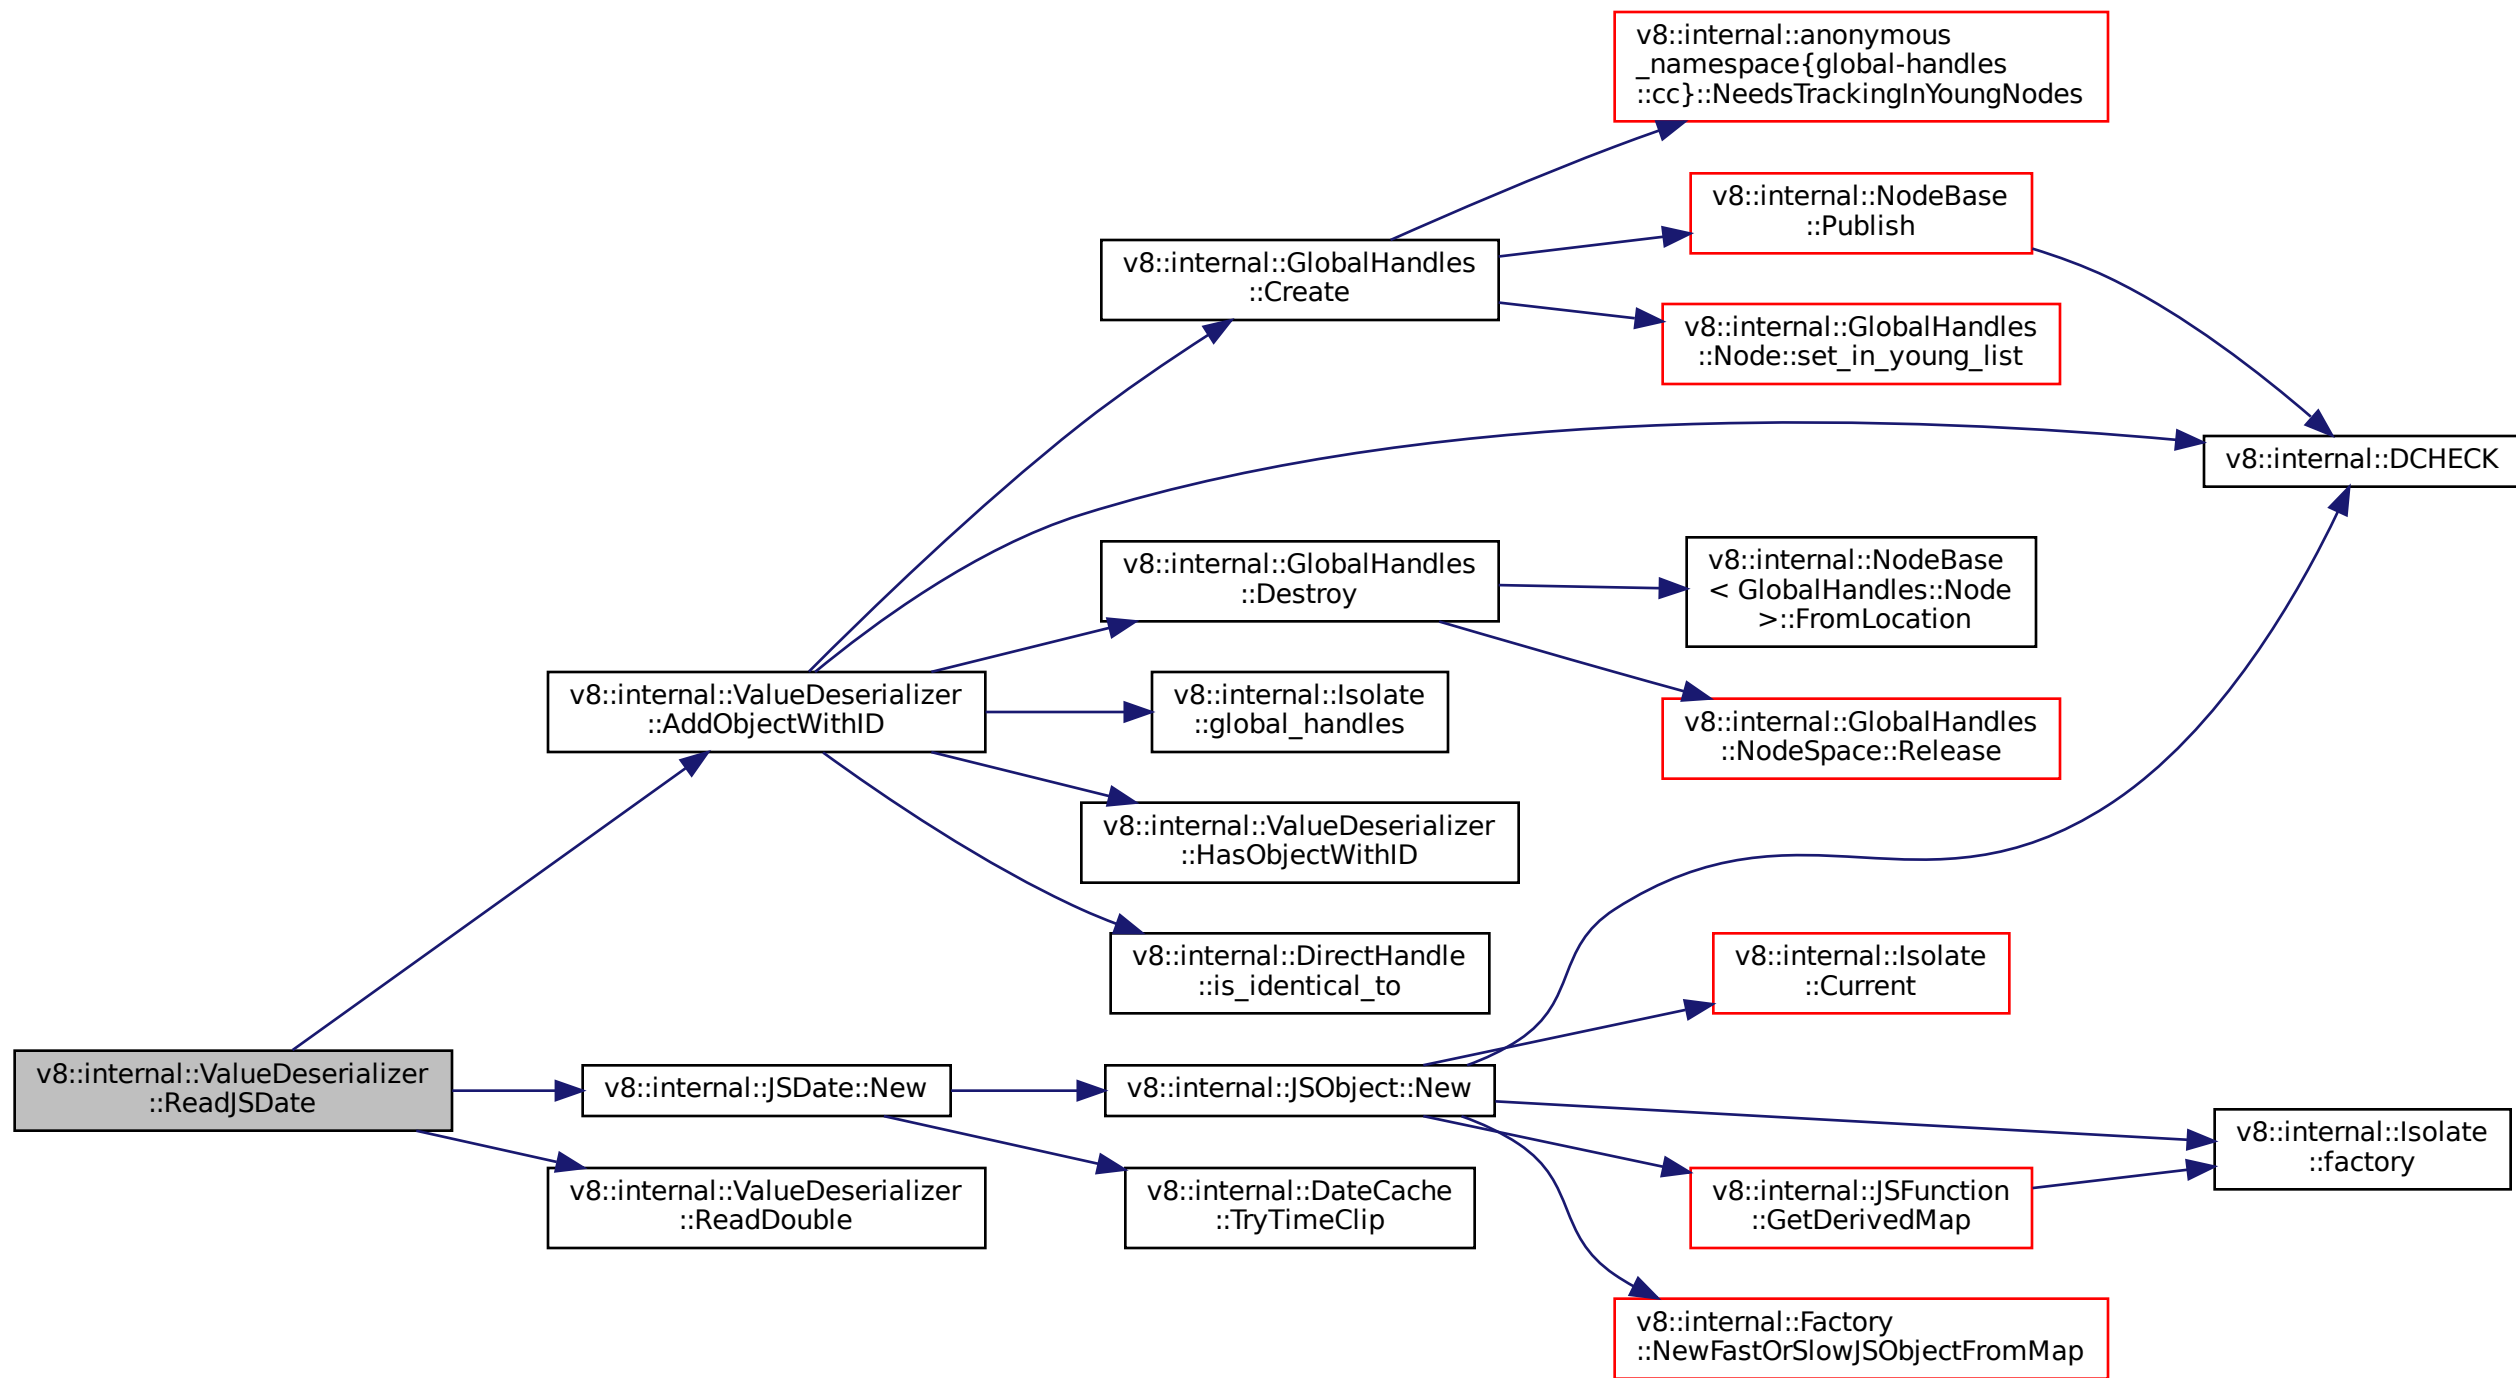 v8::internal::anonymous
_namespace{global-handles
::cc}::NeedsTrackingInYoungNodes
v8::internal::NodeBase
::Publish
v8::internal::GlobalHandles
::Create
v8::internal::GlobalHandles
::Node::set_in_young_list
v8::internal::DCHECK
v8::internal::GlobalHandles
::Destroy
v8::internal::NodeBase
< GlobalHandles::Node
>::FromLocation
v8::internal::ValueDeserializer
::AddObjectWithID
v8::internal::Isolate
::global_handles
v8::internal::GlobalHandles
::NodeSpace::Release
v8::internal::ValueDeserializer
::HasObjectWithID
v8::internal::DirectHandle
::is_identical_to
v8::internal::Isolate
::Current
v8::internal::ValueDeserializer
::ReadJSDate
v8::internal::JSDate::New
v8::internal::JSObject::New
v8::internal::Isolate
::factory
v8::internal::ValueDeserializer
::ReadDouble
v8::internal::DateCache
::TryTimeClip
v8::internal::JSFunction
::GetDerivedMap
v8::internal::Factory
::NewFastOrSlowJSObjectFromMap